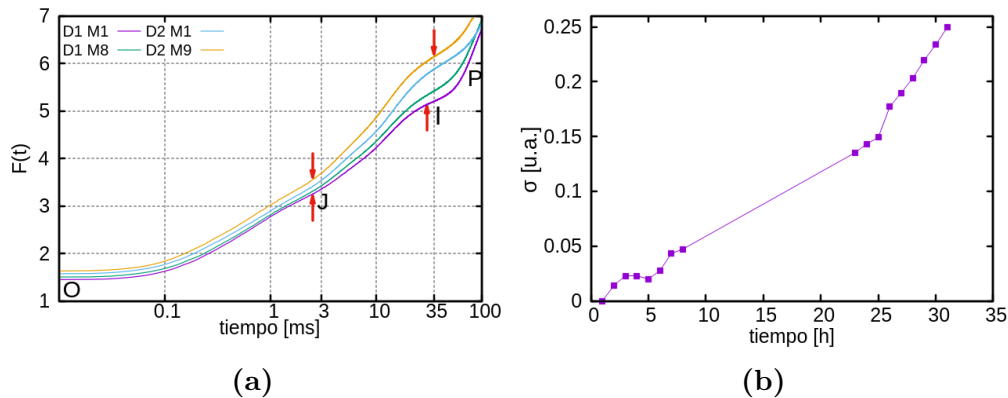 7
6
5
4
3
2
1
F(t)
D1 M1
D2 M1
D1 M8
D2 M9
P
I
J
O
0.1
1
3
10
35
100
tiempo [ms]
(a)
0.25
0.2
0.15
0.1
0.05
0
σ [u.a.]
0
5
10
15
20
25
30
35
tiempo [h]
(b)